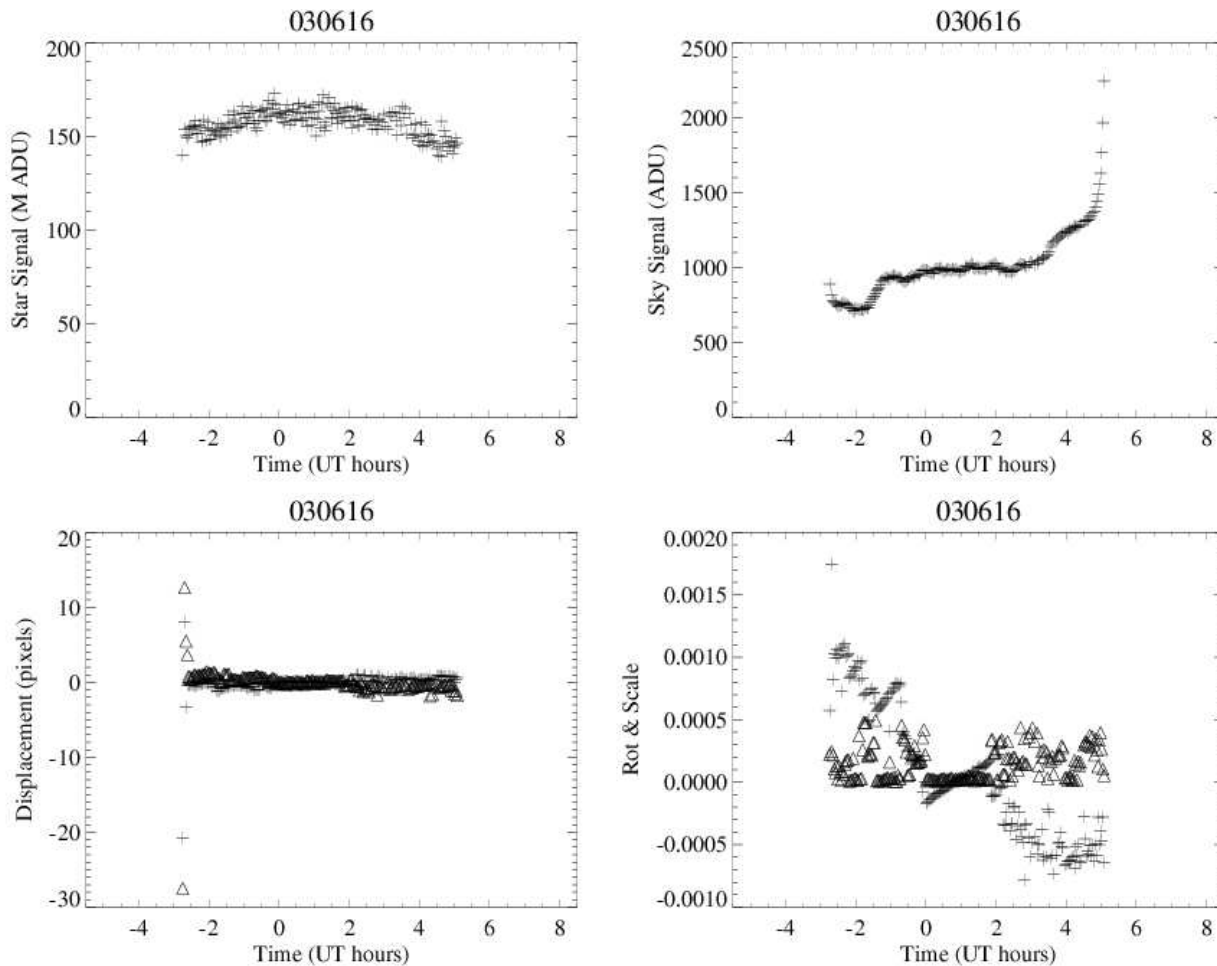 030616
200
150
100
50
0
Star Signal (M ADU)
-4 -2 0 2 4 6 8
Time (UT hours)
030616
2500
2000
1500
1000
500
0
Sky Signal (ADU)
-4 -2 0 2 4 6 8
Time (UT hours)
030616
20
10
0
-10
-20
-30
Displacement (pixels)
-4 -2 0 2 4 6 8
Time (UT hours)
030616
0.0020
0.0015
0.0010
0.0005
0.0000
-0.0005
-0.0010
Rot & Scale
-4 -2 0 2 4 6 8
Time (UT hours)